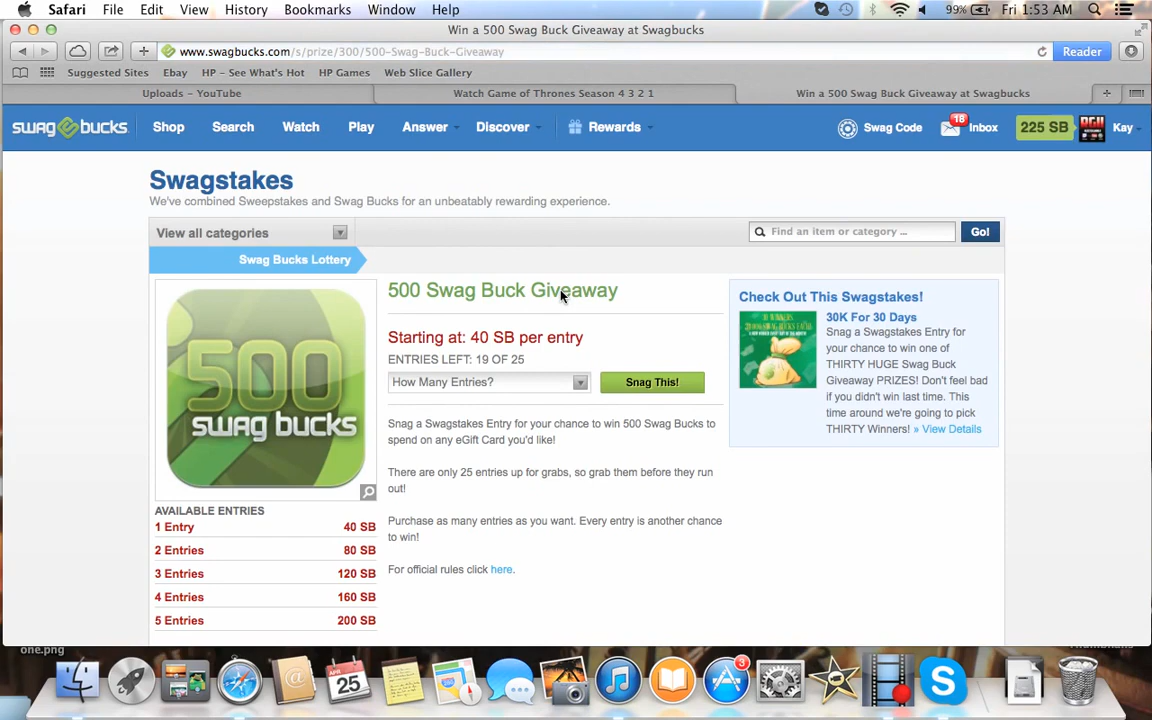 Safari File Edit View History Bookmarks Window Help 99% Fri 1:53 AM
Win a 500 Swag Buck Giveaway at Swagbucks
www.swagbucks.com/s/prize/300/500-Swag-Buck-Giveaway Reader
Suggested Sites Ebay HP – See What's Hot HP Games Web Slice Gallery
Uploads – YouTube Watch Game of Thrones Season 4 3 2 1 Win a 500 Swag Buck Giveaway at Swagbucks
swagbucks Shop Search Watch Play Answer Discover Rewards Swag Code 18 Inbox 225 SB Kay
Swagstakes
We've combined Sweepstakes and Swag Bucks for an unbeatably rewarding experience.
View all categories Find an item or category ... Go!
Swag Bucks Lottery
500 swag bucks
AVAILABLE ENTRIES
1 Entry 40 SB
2 Entries 80 SB
3 Entries 120 SB
4 Entries 160 SB
5 Entries 200 SB
500 Swag Buck Giveaway
Starting at: 40 SB per entry
ENTRIES LEFT: 19 OF 25
How Many Entries? Snag This!
Snag a Swagstakes Entry for your chance to win 500 Swag Bucks to
spend on any eGift Card you'd like!
There are only 25 entries up for grabs, so grab them before they run
out!
Purchase as many entries as you want. Every entry is another chance
to win!
For official rules click here.
Check Out This Swagstakes!
30K For 30 Days
Snag a Swagstakes Entry for
your chance to win one of
THIRTY HUGE Swag Buck
Giveaway PRIZES! Don't feel bad
if you didn't win last time. This
time around we're going to pick
THIRTY Winners! » View Details
one.png
APR
25
3